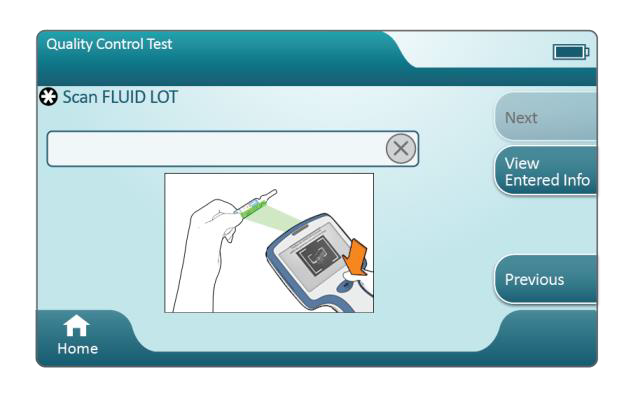 Quality Control Test
Scan FLUID LOT
Next
View
Entered Info
Previous
Home